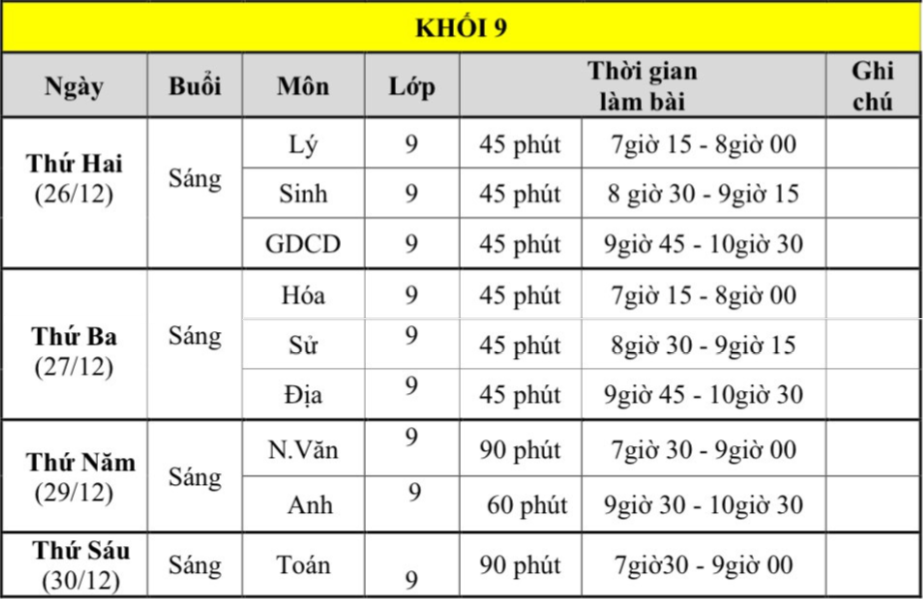 KHỐI 9
Ngày Buổi Môn Lớp Thời gian làm bài Ghi chú
Thứ Hai (26/12) Sáng Lý 9 45 phút 7giờ 15 - 8giờ 00
Sinh 9 45 phút 8 giờ 30 - 9giờ 15
GDCD 9 45 phút 9giờ 45 - 10giờ 30
Thứ Ba (27/12) Sáng Hóa 9 45 phút 7giờ 15 - 8giờ 00
Sử 9 45 phút 8giờ 30 - 9giờ 15
Địa 9 45 phút 9giờ 45 - 10giờ 30
Thứ Năm (29/12) Sáng N.Văn 9 90 phút 7giờ 30 - 9giờ 00
Anh 9 60 phút 9giờ 30 - 10giờ 30
Thứ Sáu (30/12) Sáng Toán 9 90 phút 7giờ30 - 9giờ 00